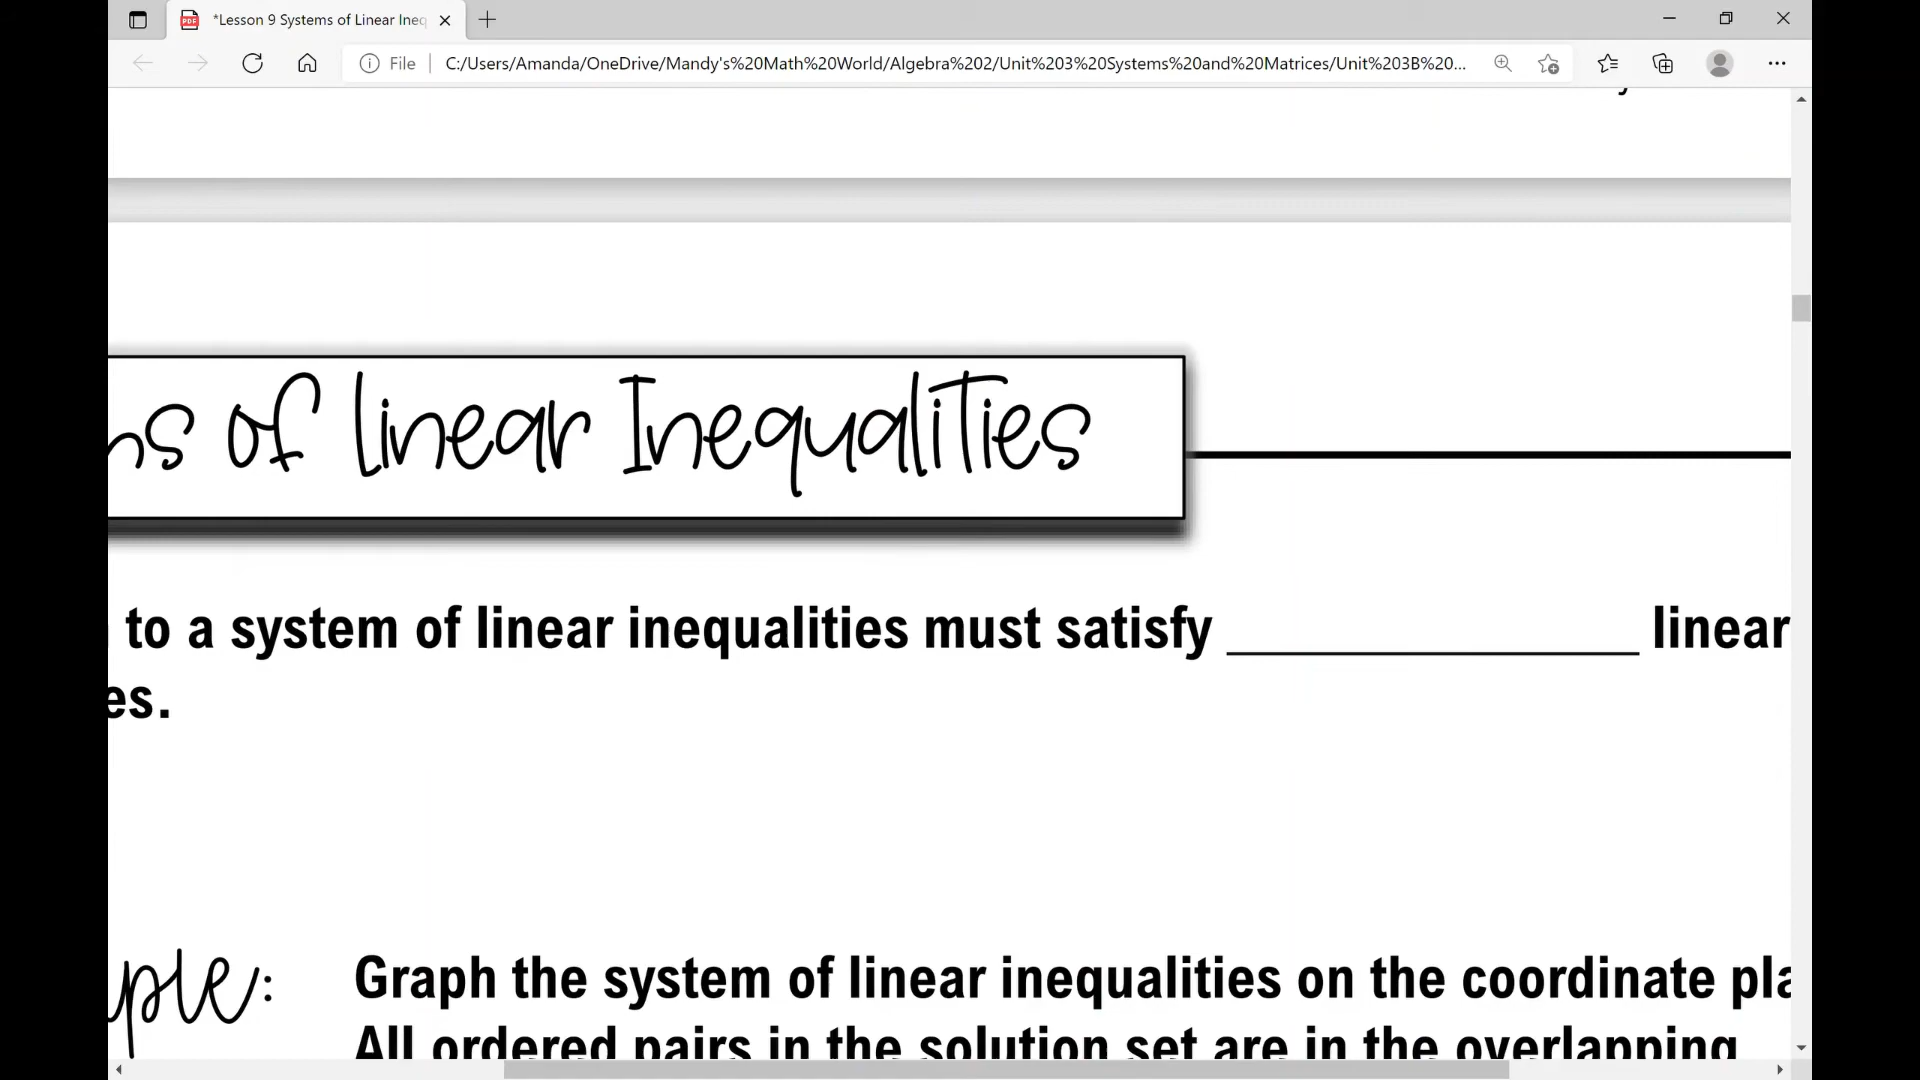 *Lesson 9 Systems of Linear Ineq
File C:/Users/Amanda/OneDrive/Mandy's%20Math%20World/Algebra%202/Unit%203%20Systems%20and%20Matrices/Unit%203B%20...
ns of linear Inequalities
to a system of linear inequalities must satisfy ______________ linear
es.
ple: Graph the system of linear inequalities on the coordinate pla
All ordered pairs in the solution set are in the overlapping